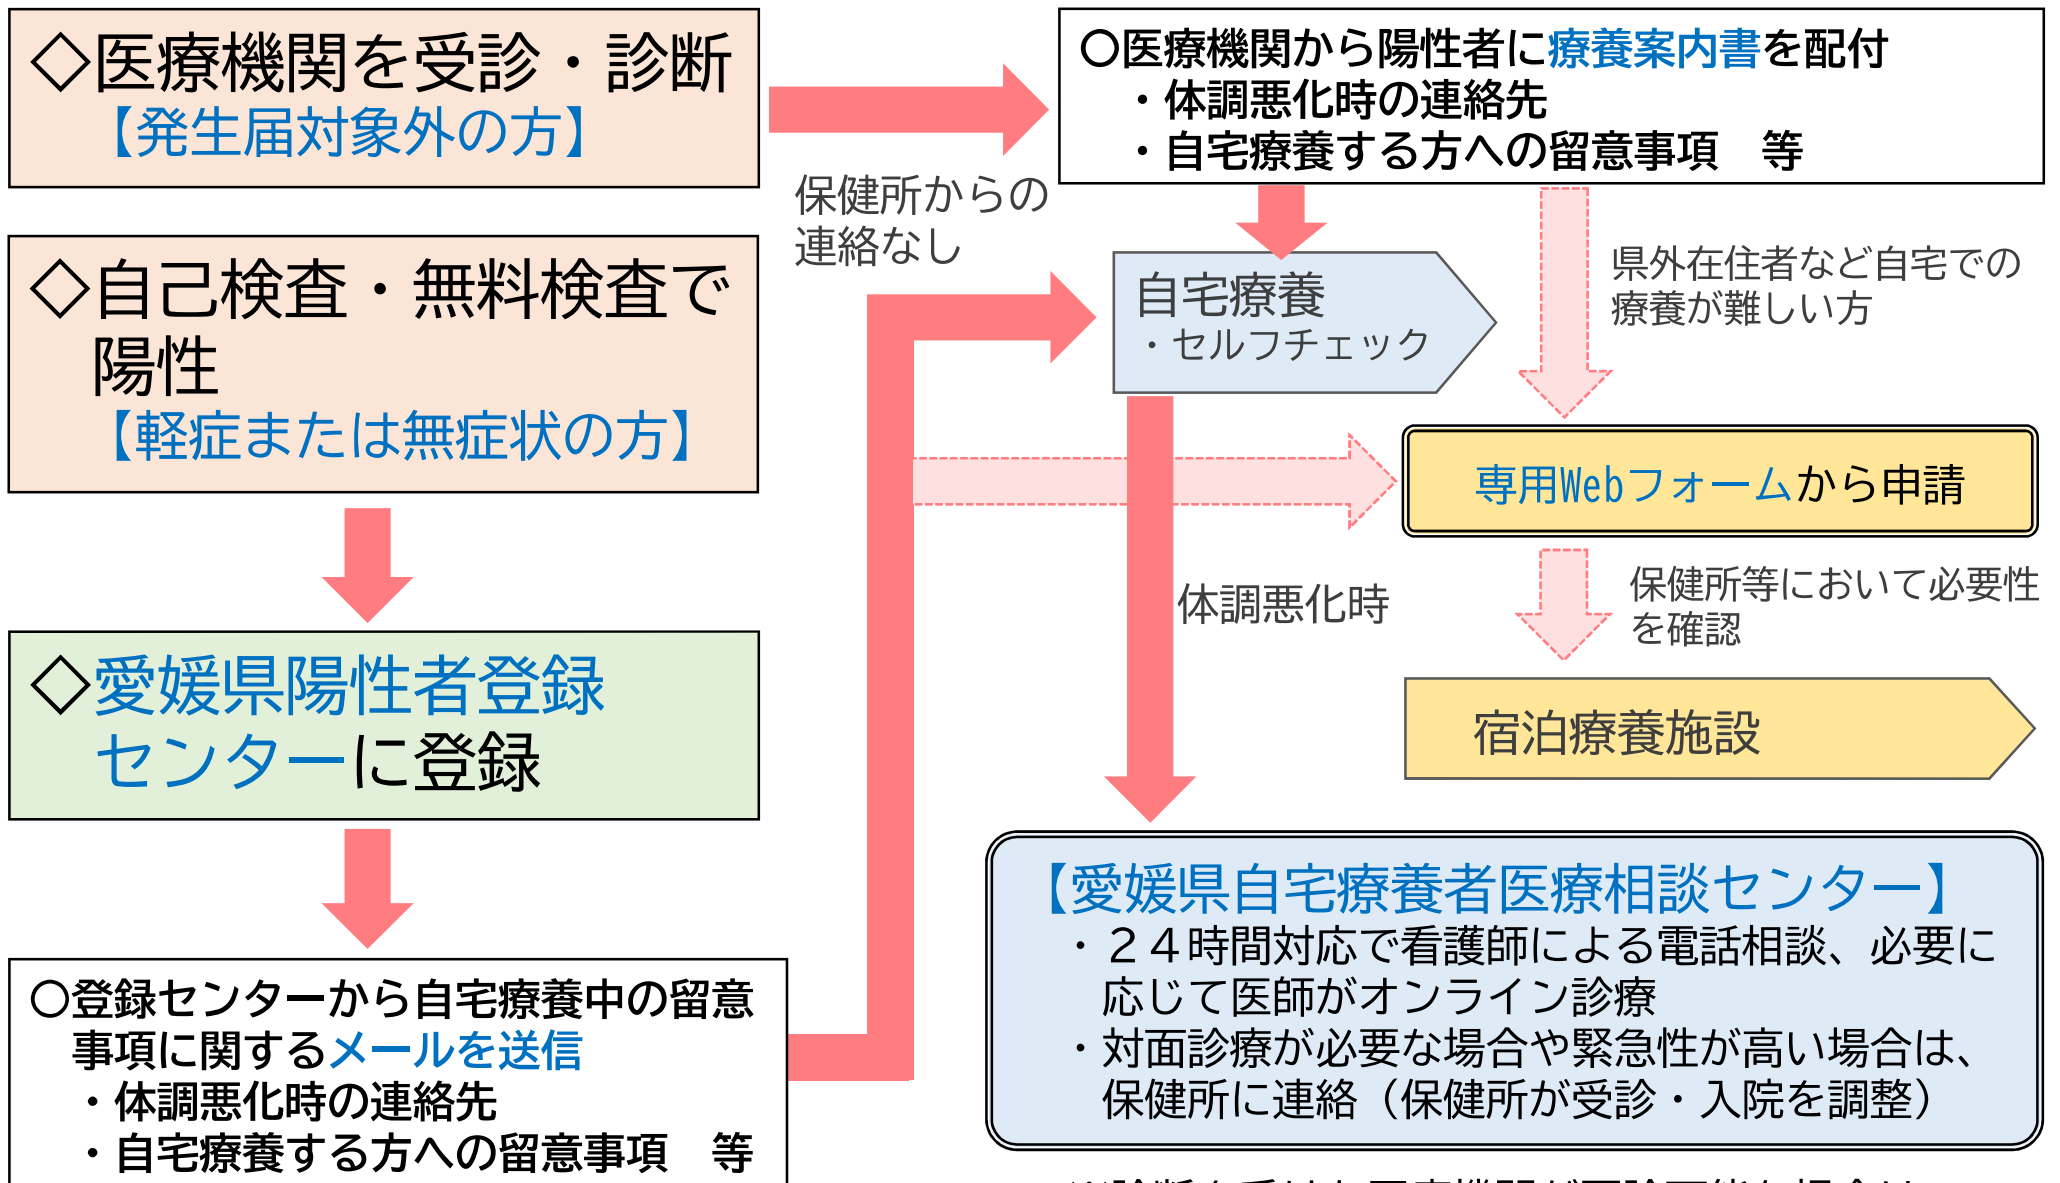 ◇医療機関を受診・診断
【発生届対象外の方】
〇医療機関から陽性者に療養案内書を配付
・体調悪化時の連絡先
・自宅療養する方への留意事項　等
保健所からの
連絡なし
◇自己検査・無料検査で
陽性
【軽症または無症状の方】
自宅療養
・セルフチェック
県外在住者など自宅での
療養が難しい方
専用Webフォームから申請
保健所等において必要性
を確認
体調悪化時
宿泊療養施設
◇愛媛県陽性者登録
センターに登録
〇登録センターから自宅療養中の留意
事項に関するメールを送信
・体調悪化時の連絡先
・自宅療養する方への留意事項　等
【愛媛県自宅療養者医療相談センター】
・２４時間対応で看護師による電話相談、必要に
応じて医師がオンライン診療
・対面診療が必要な場合や緊急性が高い場合は、
保健所に連絡（保健所が受診・入院を調整）